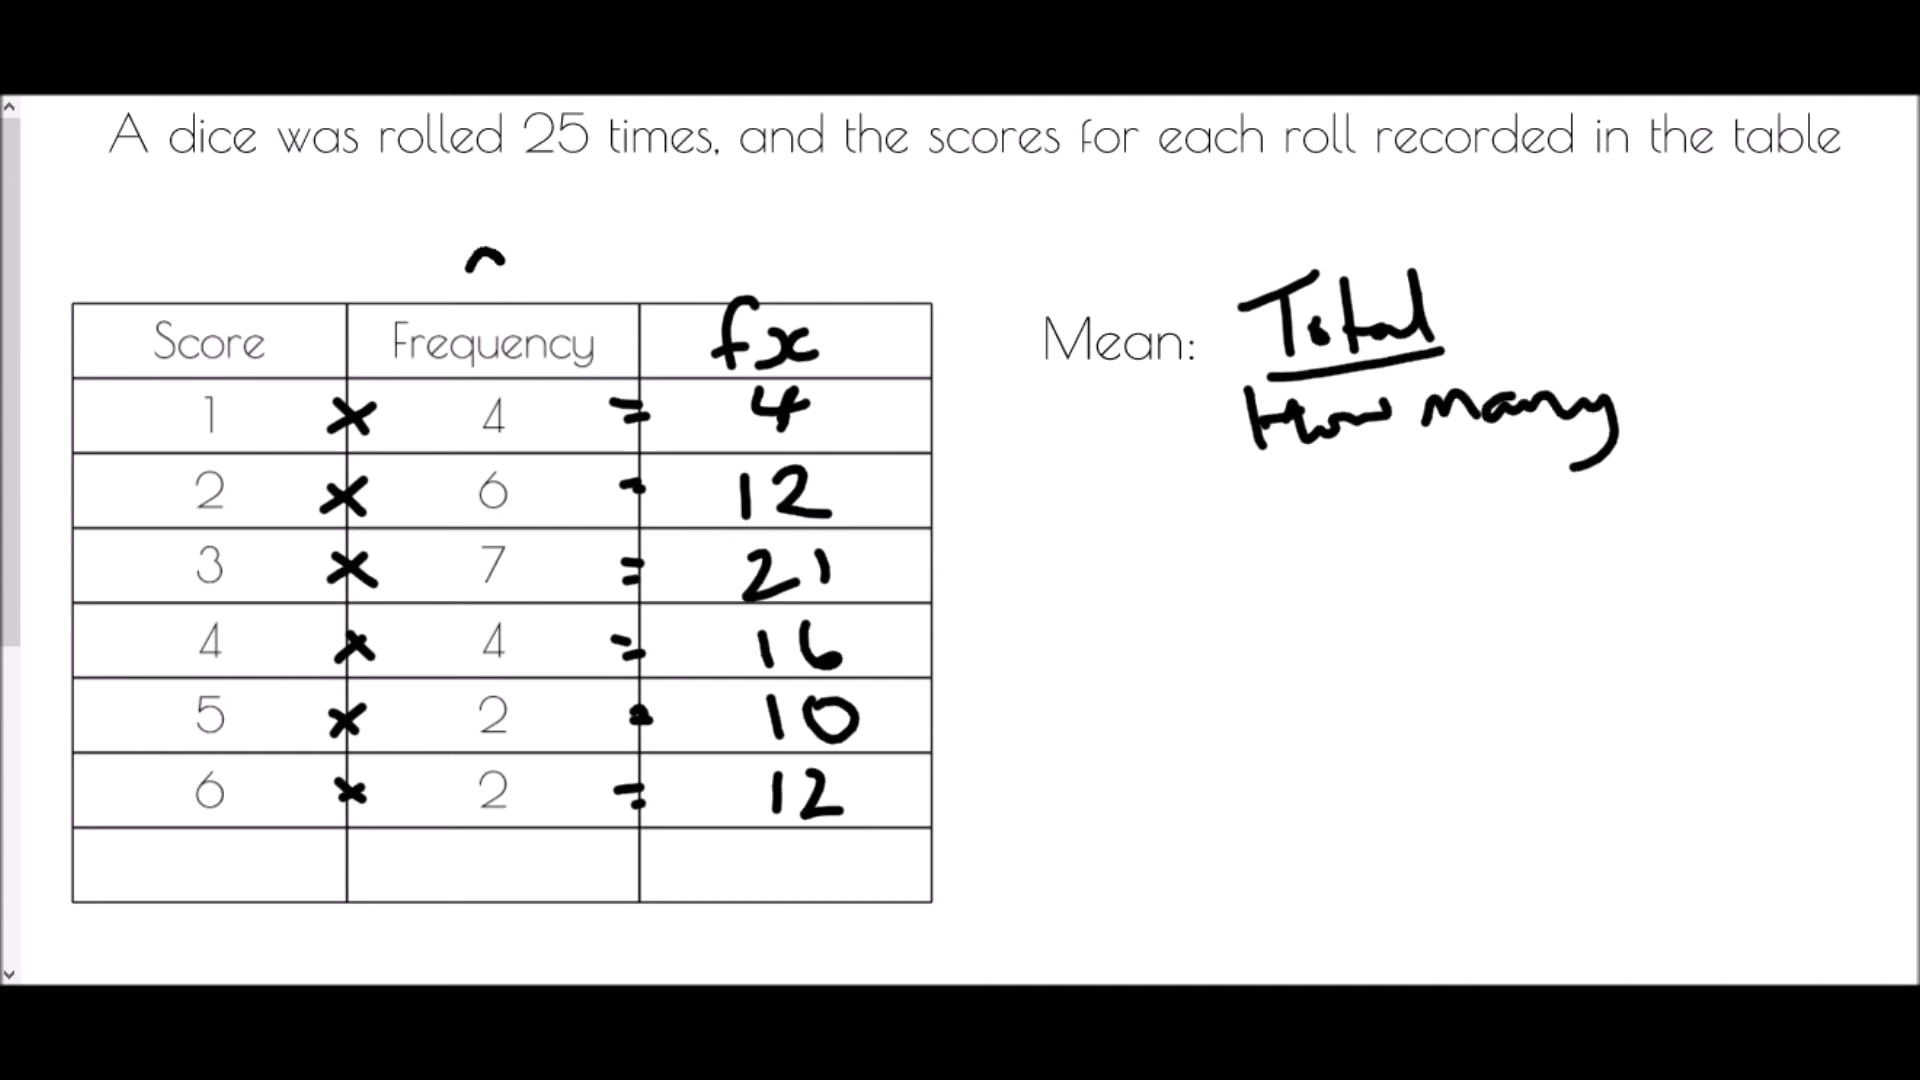 A dice was rolled 25 times, and the scores for each roll recorded in the table
Score Frequency fx
1 × 4 = 4
2 × 6 = 12
3 × 7 = 21
4 × 4 = 16
5 × 2 = 10
6 × 2 = 12
Mean: Total
How many